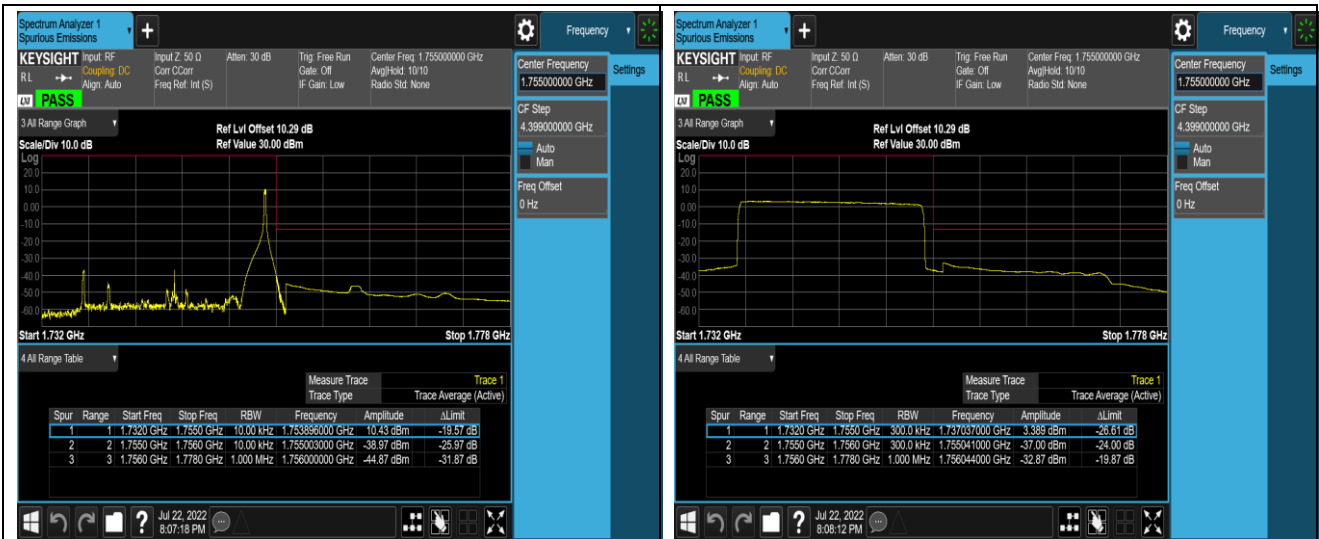 Spectrum Analyzer 1
Spurious Emissions
+
Frequency
KEYSIGHT Input: RF Input Z: 50 Ω Atten: 30 dB Trig: Free Run Center Freq: 1.755000000 GHz
Coupling: DC Corr CCorr Gate: Off Avg|Hold: 10/10
R L Align: Auto Freq Ref: Int (S) IF Gain: Low Radio Std: None
LXI PASS
Center Frequency
1.755000000 GHz
Settings
CF Step
4.399000000 GHz
Auto
Man
Freq Offset
0 Hz
3 All Range Graph
Ref Lvl Offset 10.29 dB
Scale/Div 10.0 dB Ref Value 30.00 dBm
Log
20.0
10.0
0.00
-10.0
-20.0
-30.0
-40.0
-50.0
-60.0
Start 1.732 GHz Stop 1.778 GHz
4 All Range Table
Measure Trace Trace 1
Trace Type Trace Average (Active)
Spur Range Start Freq Stop Freq RBW Frequency Amplitude ΔLimit
1 1 1.7320 GHz 1.7550 GHz 10.00 kHz 1.753896000 GHz 10.43 dBm -19.57 dB
2 2 1.7550 GHz 1.7560 GHz 10.00 kHz 1.755003000 GHz -38.97 dBm -25.97 dB
3 3 1.7560 GHz 1.7780 GHz 1.000 MHz 1.756000000 GHz -44.87 dBm -31.87 dB
? Jul 22, 2022
8:07:18 PM
Spectrum Analyzer 1
Spurious Emissions
+
Frequency
KEYSIGHT Input: RF Input Z: 50 Ω Atten: 30 dB Trig: Free Run Center Freq: 1.755000000 GHz
Coupling: DC Corr CCorr Gate: Off Avg|Hold: 10/10
R L Align: Auto Freq Ref: Int (S) IF Gain: Low Radio Std: None
LXI PASS
Center Frequency
1.755000000 GHz
Settings
CF Step
4.399000000 GHz
Auto
Man
Freq Offset
0 Hz
3 All Range Graph
Ref Lvl Offset 10.29 dB
Scale/Div 10.0 dB Ref Value 30.00 dBm
Log
20.0
10.0
0.00
-10.0
-20.0
-30.0
-40.0
-50.0
-60.0
Start 1.732 GHz Stop 1.778 GHz
4 All Range Table
Measure Trace Trace 1
Trace Type Trace Average (Active)
Spur Range Start Freq Stop Freq RBW Frequency Amplitude ΔLimit
1 1 1.7320 GHz 1.7550 GHz 300.0 kHz 1.737037000 GHz 3.389 dBm -26.61 dB
2 2 1.7550 GHz 1.7560 GHz 300.0 kHz 1.755041000 GHz -37.00 dBm -24.00 dB
3 3 1.7560 GHz 1.7780 GHz 1.000 MHz 1.756044000 GHz -32.87 dBm -19.87 dB
? Jul 22, 2022
8:08:12 PM